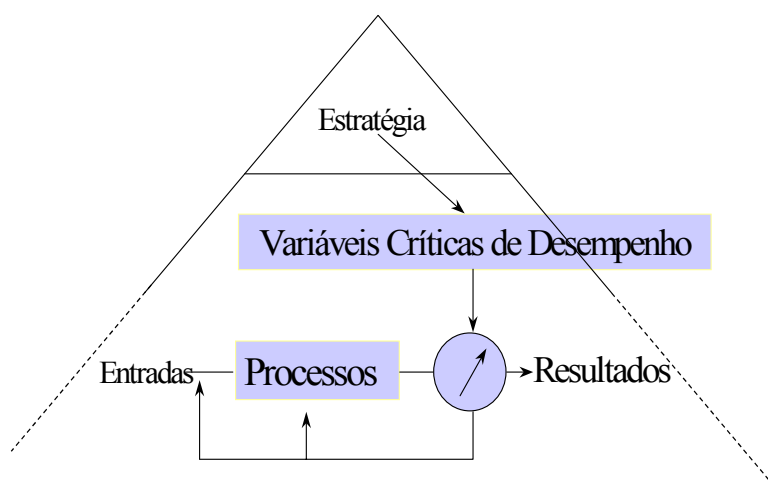 Estratégia
Variáveis Críticas de Desempenho
Entradas
Processos
Resultados